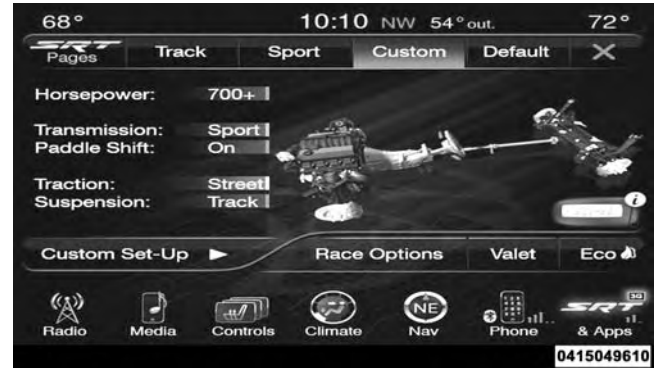 68° 10:10 NW 54° out. 72°
SRT Pages Track Sport Custom Default X
Horsepower: 700+
Transmission: Sport
Paddle Shift: On
Traction: Street
Suspension: Track
i
Custom Set-Up Race Options Valet Eco
NE 3G
SRT
Radio Media Controls Climate Nav Phone & Apps
0415049610